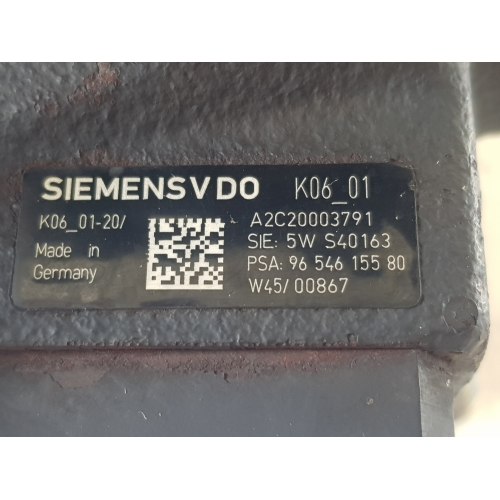 SIEMENSVDO K06_01
K06_01-20/ A2C20003791
Made in SIE: 5W S40163
Germany PSA: 96 546 155 80
W45/00867